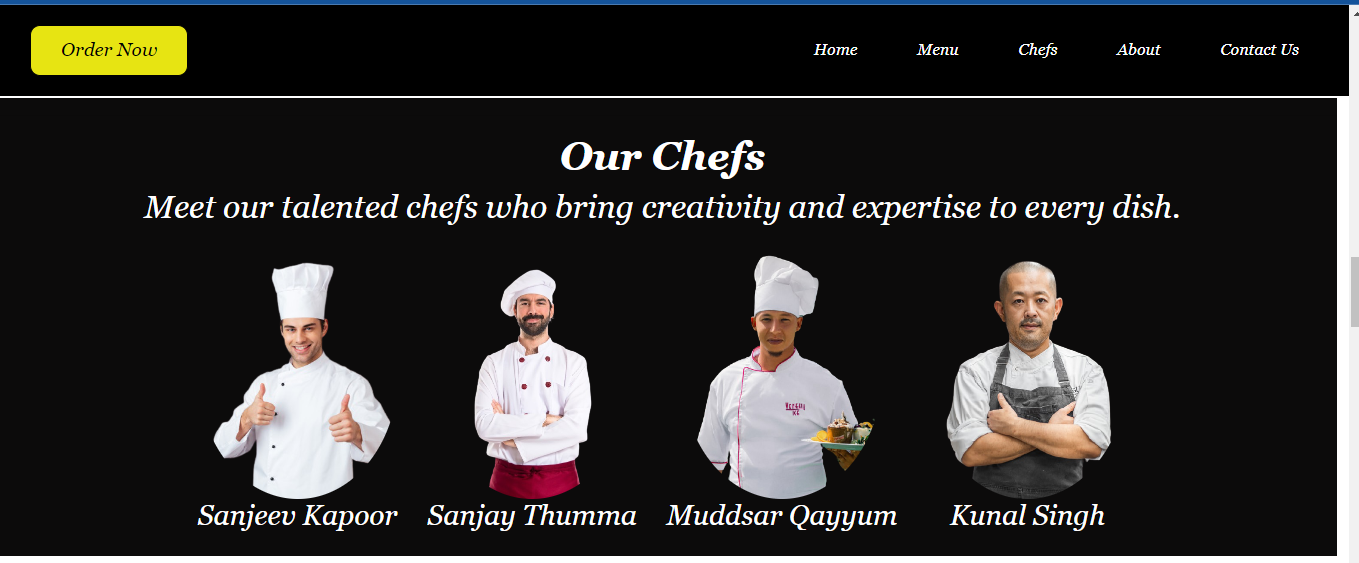 Order Now
Home Menu Chefs About Contact Us
Our Chefs
Meet our talented chefs who bring creativity and expertise to every dish.
Sanjeev Kapoor Sanjay Thumma Muddsar Qayyum Kunal Singh